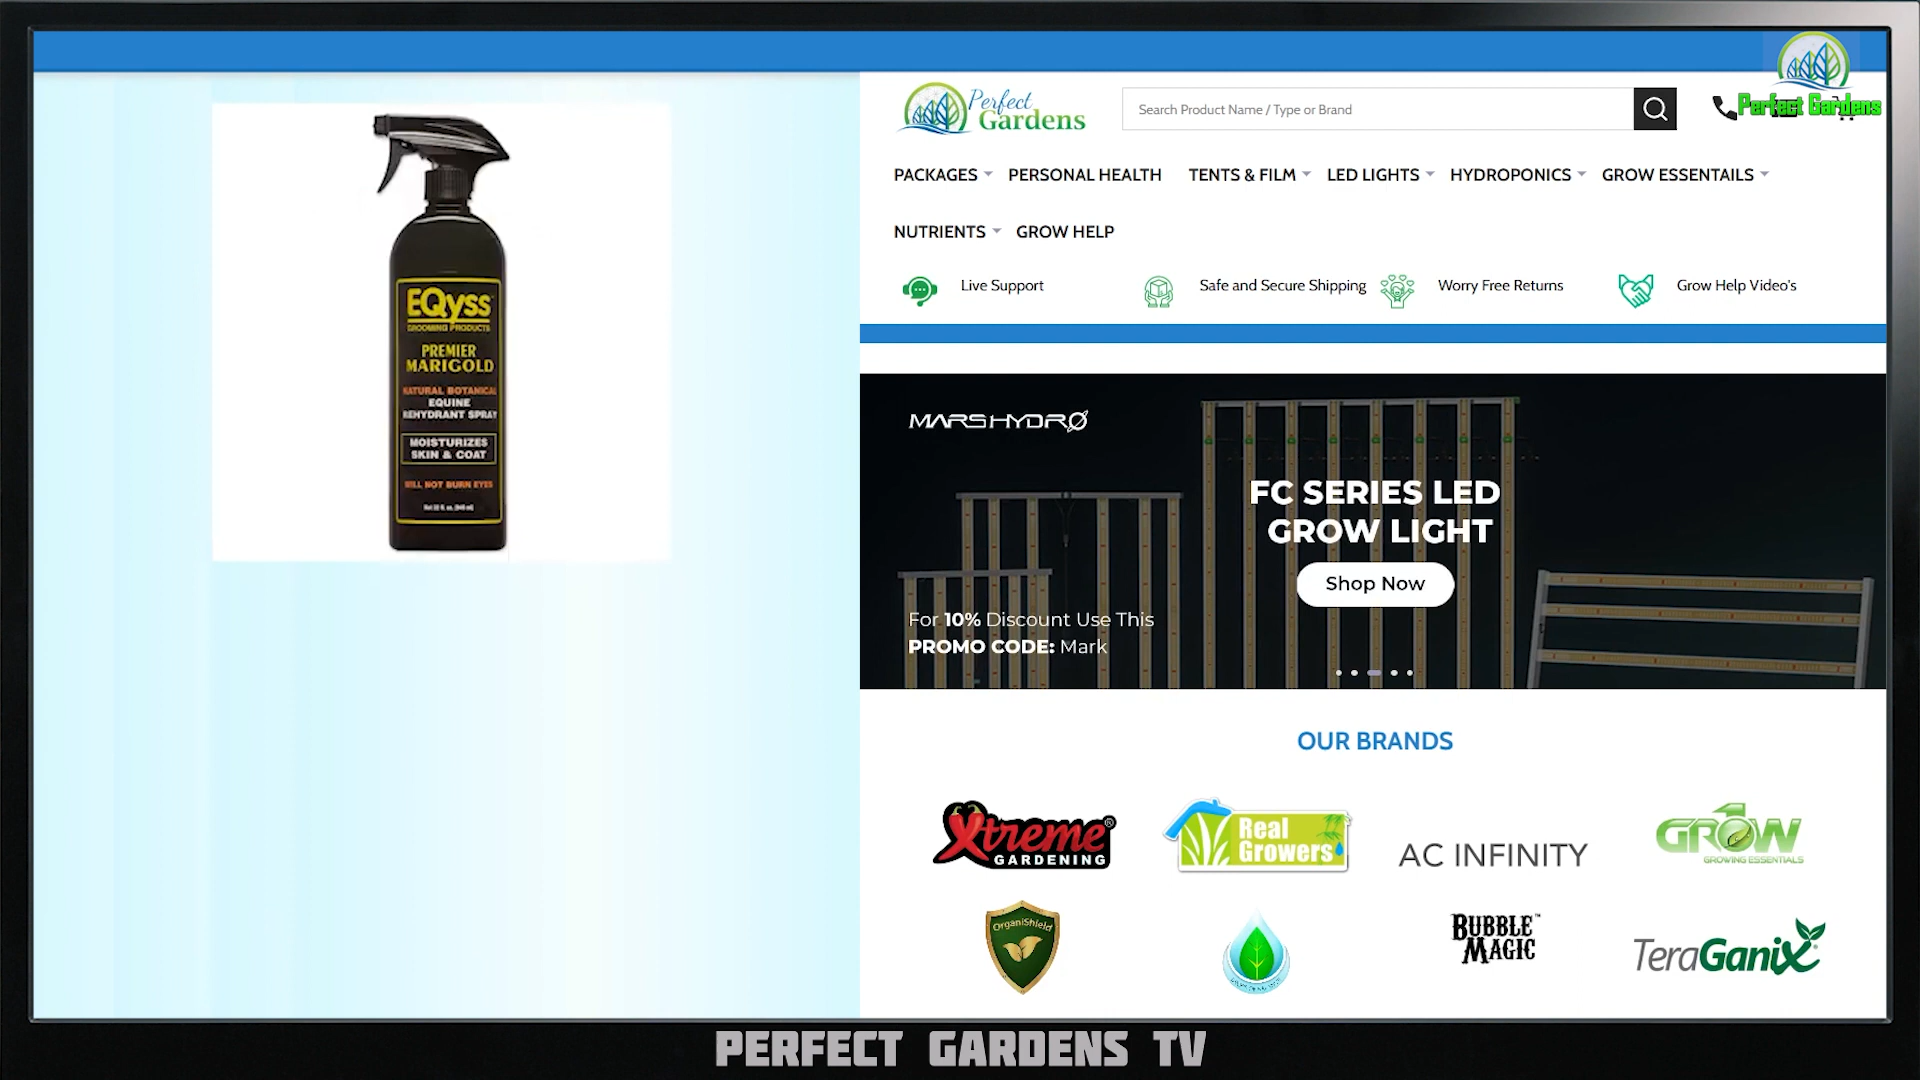 EQyss
GROOMING PRODUCTS
PREMIER
MARIGOLD
NATURAL BOTANICAL
EQUINE
REHYDRANT SPRAY
MOISTURIZES
SKIN & COAT
WILL NOT BURN EYES
Perfect
Gardens
Search Product Name / Type or Brand
Perfect Gardens
PACKAGES PERSONAL HEALTH TENTS & FILM LED LIGHTS HYDROPONICS GROW ESSENTAILS
NUTRIENTS GROW HELP
Live Support Safe and Secure Shipping Worry Free Returns Grow Help Video's
MARS HYDRO
FC SERIES LED
GROW LIGHT
Shop Now
For 10% Discount Use This
PROMO CODE: Mark
OUR BRANDS
Xtreme®
GARDENING
Real
Growers
AC INFINITY
GROW1
GROWING ESSENTIALS
OrganiShield
BUBBLE™
MAGIC
TeraGanix
PERFECT GARDENS TV